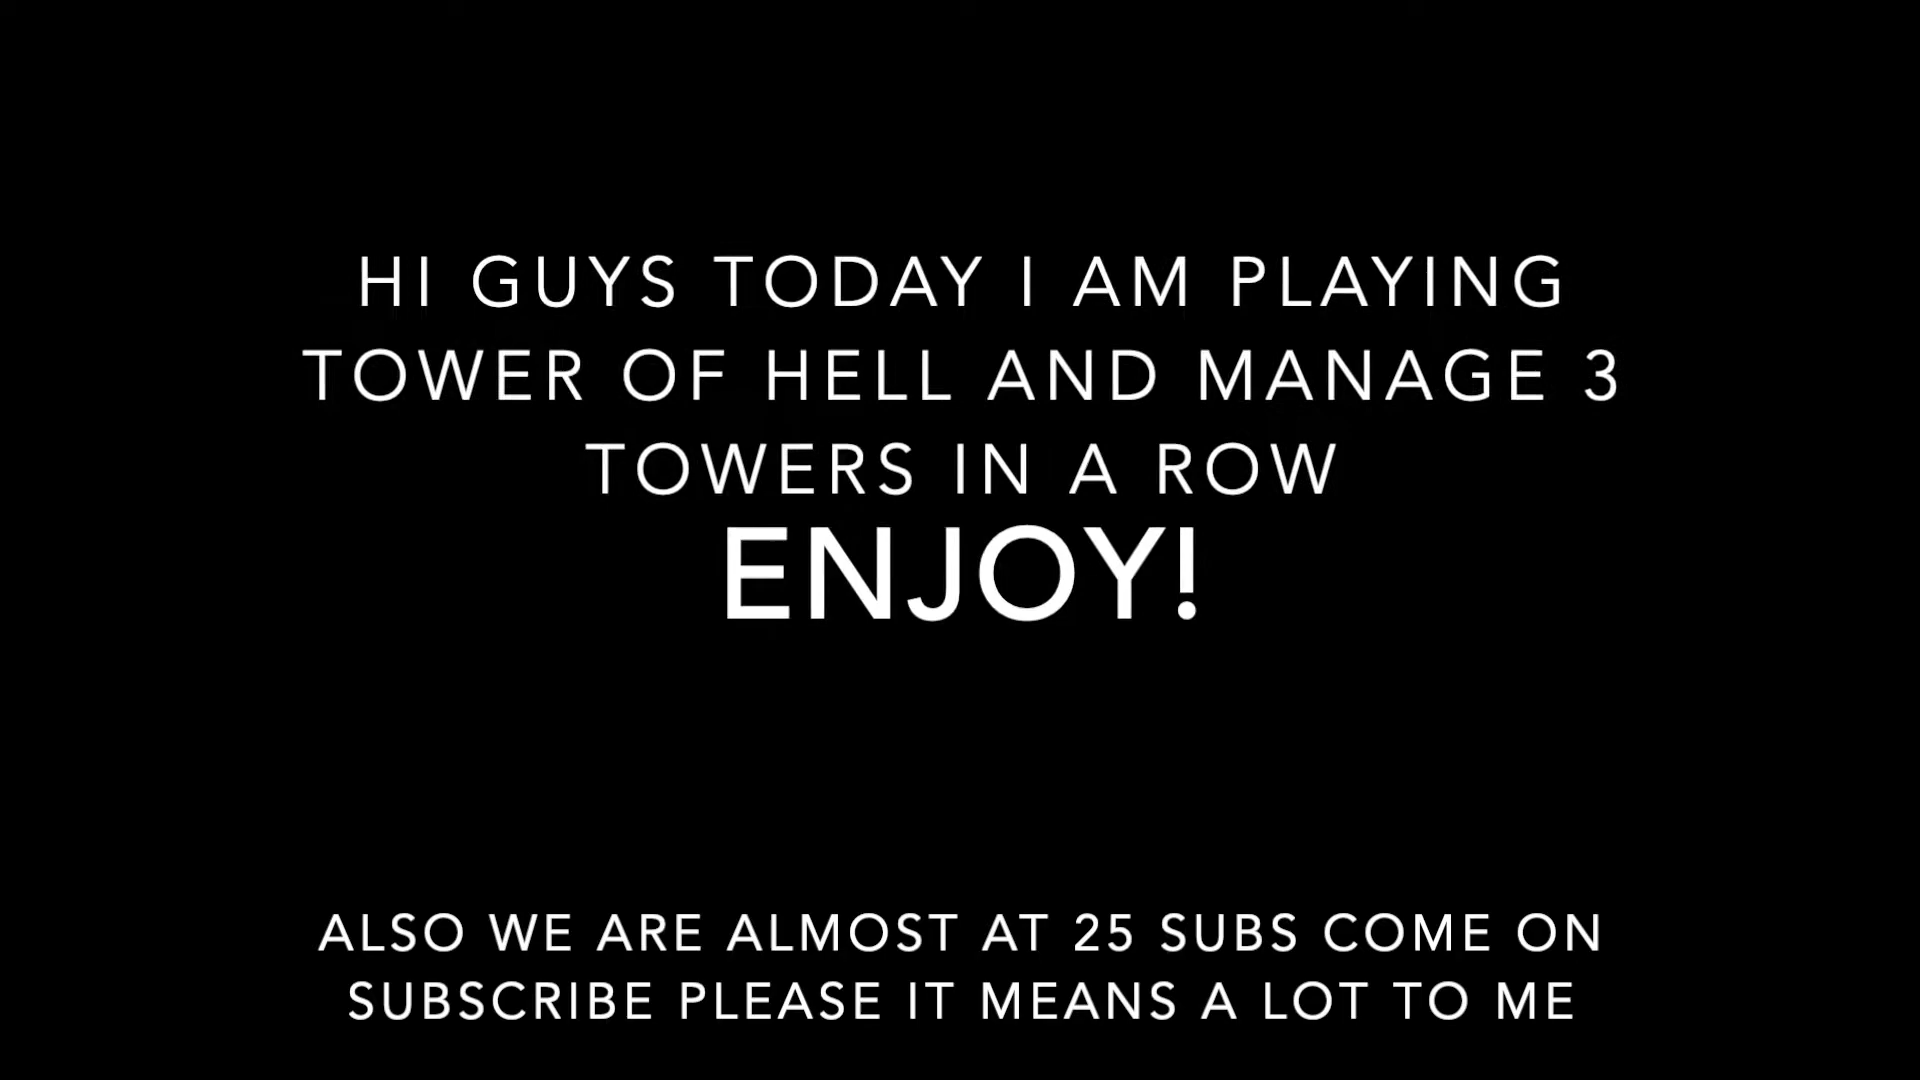 HI GUYS TODAY I AM PLAYING
TOWER OF HELL AND MANAGE 3
TOWERS IN A ROW
ENJOY!
ALSO WE ARE ALMOST AT 25 SUBS COME ON
SUBSCRIBE PLEASE IT MEANS A LOT TO ME